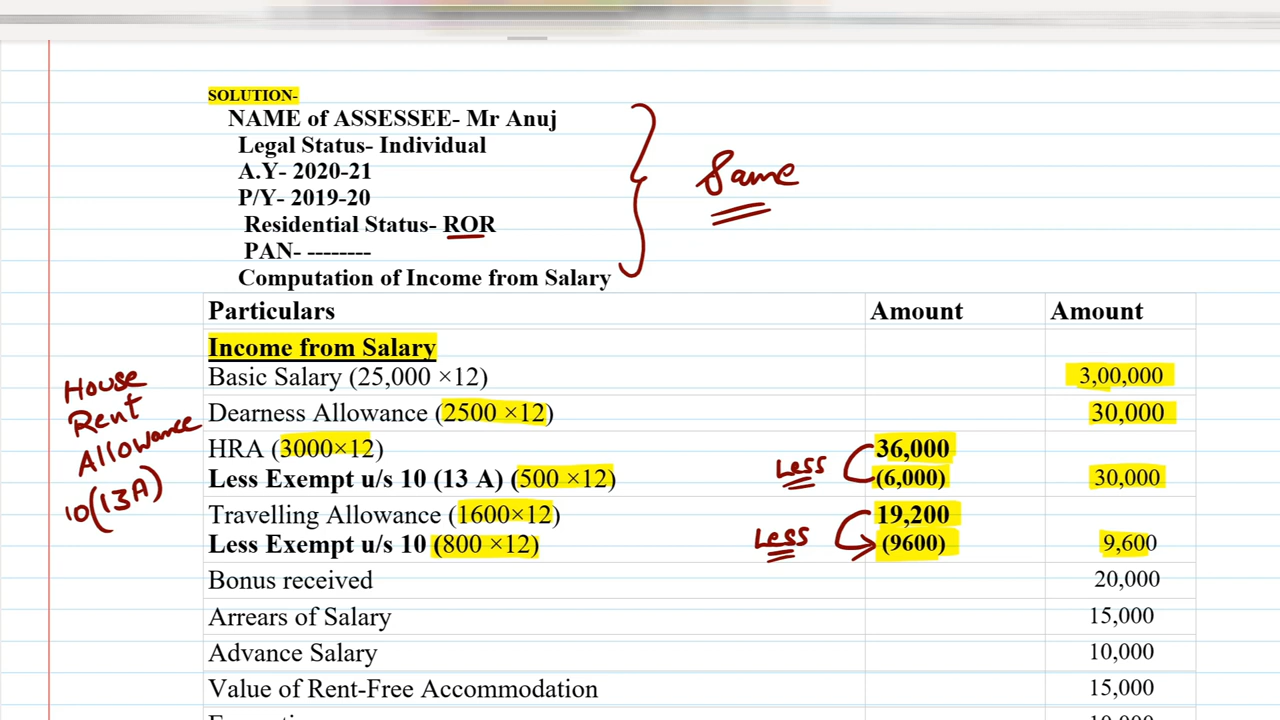 SOLUTION-
NAME of ASSESSEE- Mr Anuj
Legal Status- Individual
A.Y- 2020-21
P/Y- 2019-20
Residential Status- ROR
PAN- --------
Computation of Income from Salary
Same
Particulars Amount Amount
Income from Salary
Basic Salary (25,000 ×12) 3,00,000
Dearness Allowance (2500 ×12) 30,000
HRA (3000×12) 36,000
Less Exempt u/s 10 (13 A) (500 ×12) (6,000) 30,000
Travelling Allowance (1600×12) 19,200
Less Exempt u/s 10 (800 ×12) (9600) 9,600
Bonus received 20,000
Arrears of Salary 15,000
Advance Salary 10,000
Value of Rent-Free Accommodation 15,000
House
Rent
Allowance
10(13A)
Less
Less